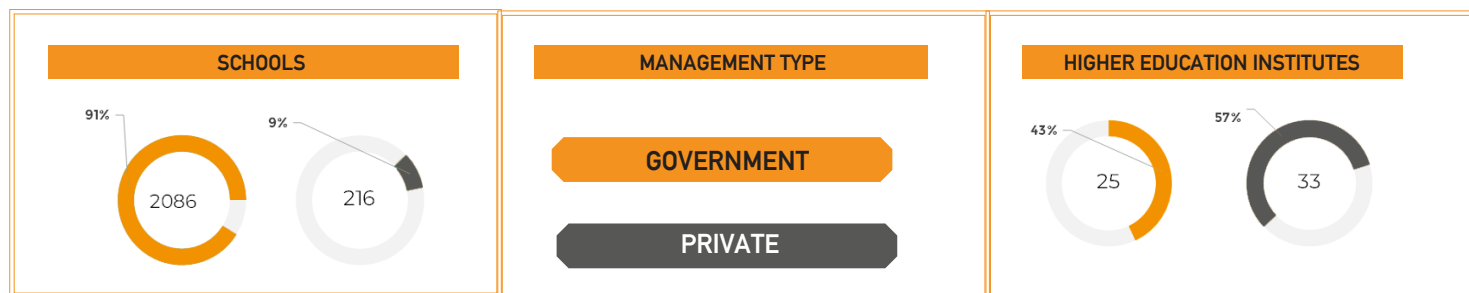 SCHOOLS
91%
2086
9%
216
MANAGEMENT TYPE
GOVERNMENT
PRIVATE
HIGHER EDUCATION INSTITUTES
43%
25
57%
33